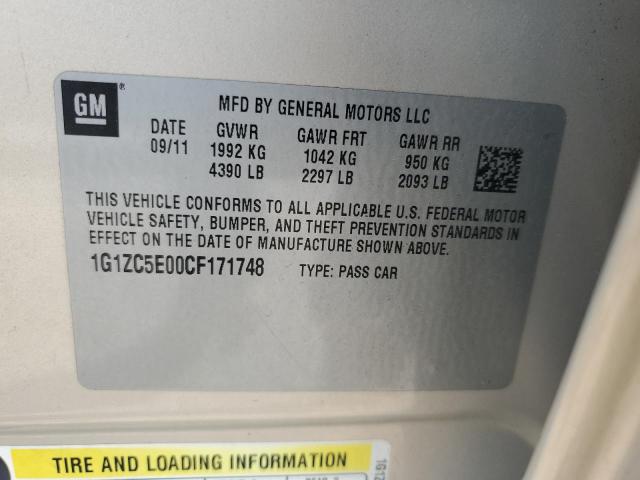 GM®
MFD BY GENERAL MOTORS LLC
DATE GVWR GAWR FRT GAWR RR
09/11 1992 KG 1042 KG 950 KG
4390 LB 2297 LB 2093 LB
THIS VEHICLE CONFORMS TO ALL APPLICABLE U.S. FEDERAL MOTOR
VEHICLE SAFETY, BUMPER, AND THEFT PREVENTION STANDARDS IN
EFFECT ON THE DATE OF MANUFACTURE SHOWN ABOVE.
1G1ZC5E00CF171748 TYPE: PASS CAR
TIRE AND LOADING INFORMATION
1G1Z